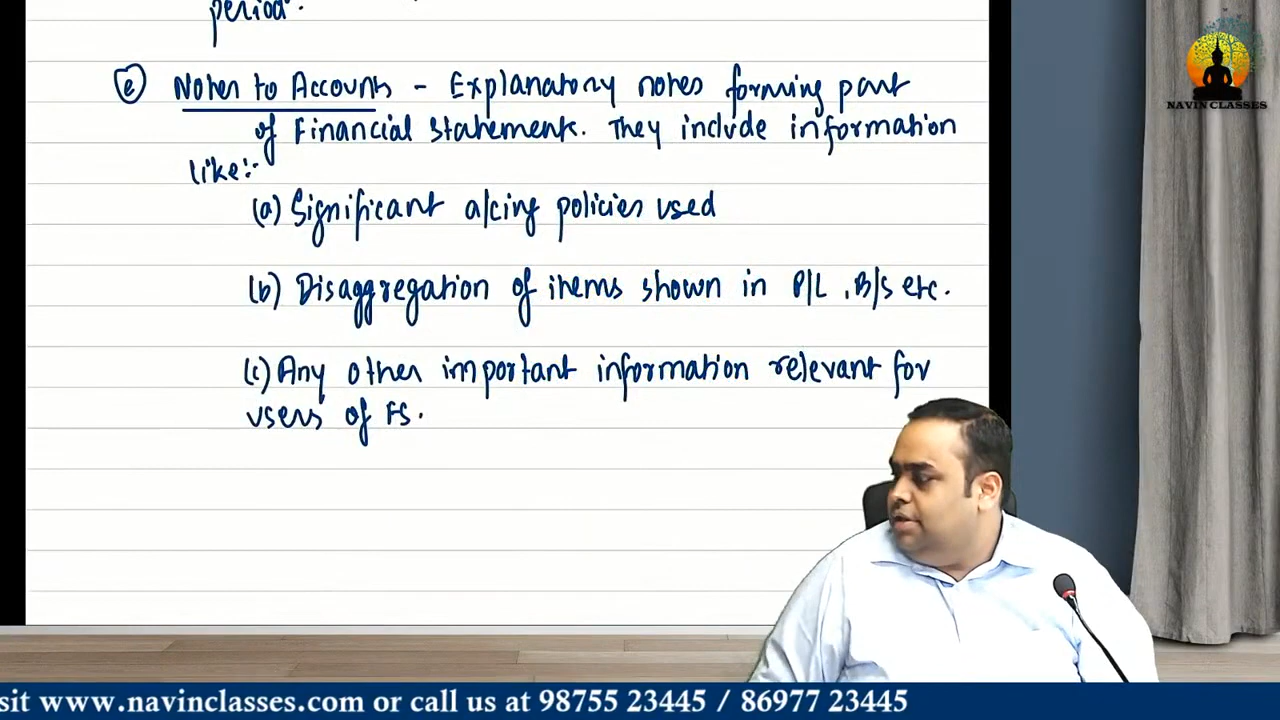 period.
(e) Notes to Accounts - Explanatory notes forming part
of Financial Statements. They include information
like:-
(a) Significant a/cing policies used
(b) Disaggregation of items shown in P/L, B/S etc.
(c) Any other important information relevant for
users of FS.
NAVIN CLASSES
sit www.navinclasses.com or call us at 98755 23445 / 86977 23445